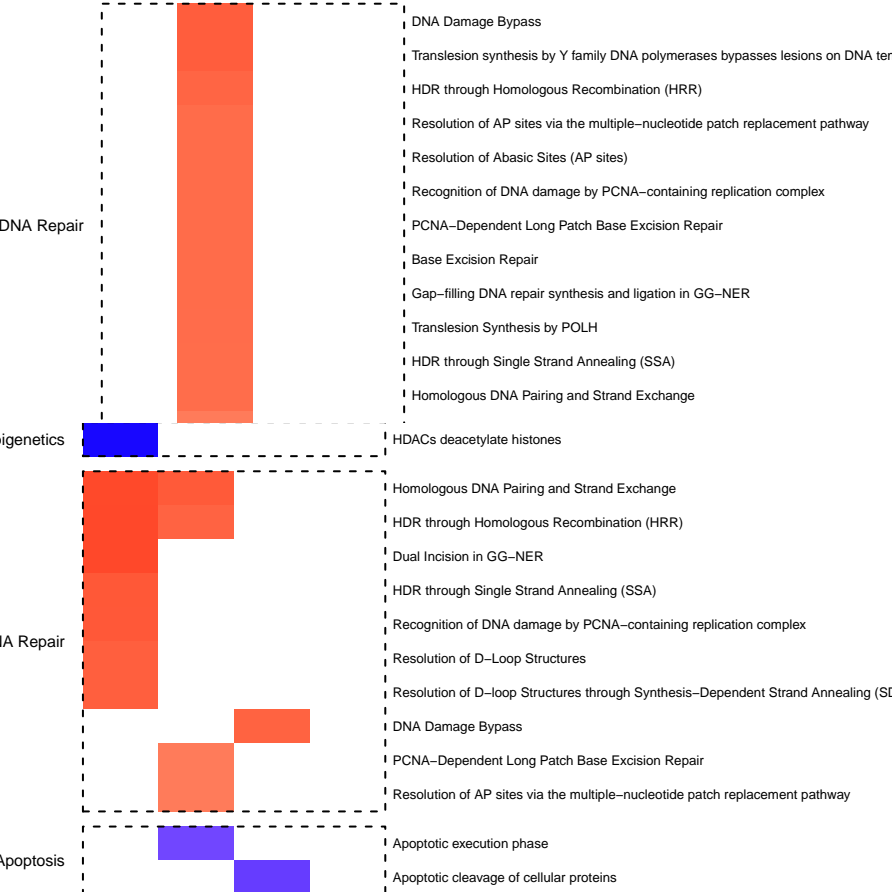 DNA Damage Bypass
Translesion synthesis by Y family DNA polymerases bypasses lesions on DNA
HDR through Homologous Recombination (HRR)
Resolution of AP sites via the multiple−nucleotide patch replacement pathway
Resolution of Abasic Sites (AP sites)
Recognition of DNA damage by PCNA−containing replication complex
DNA Repair
PCNA−Dependent Long Patch Base Excision Repair
Base Excision Repair
Gap−filling DNA repair synthesis and ligation in GG−NER
Translesion Synthesis by POLH
HDR through Single Strand Annealing (SSA)
Homologous DNA Pairing and Strand Exchange
igenetics
HDACs deacetylate histones
Homologous DNA Pairing and Strand Exchange
HDR through Homologous Recombination (HRR)
Dual Incision in GG−NER
HDR through Single Strand Annealing (SSA)
Recognition of DNA damage by PCNA−containing replication complex
NA Repair
Resolution of D−Loop Structures
Resolution of D−loop Structures through Synthesis−Dependent Strand Annealing
DNA Damage Bypass
PCNA−Dependent Long Patch Base Excision Repair
Resolution of AP sites via the multiple−nucleotide patch replacement pathway
Apoptotic execution phase
Apoptosis
Apoptotic cleavage of cellular proteins